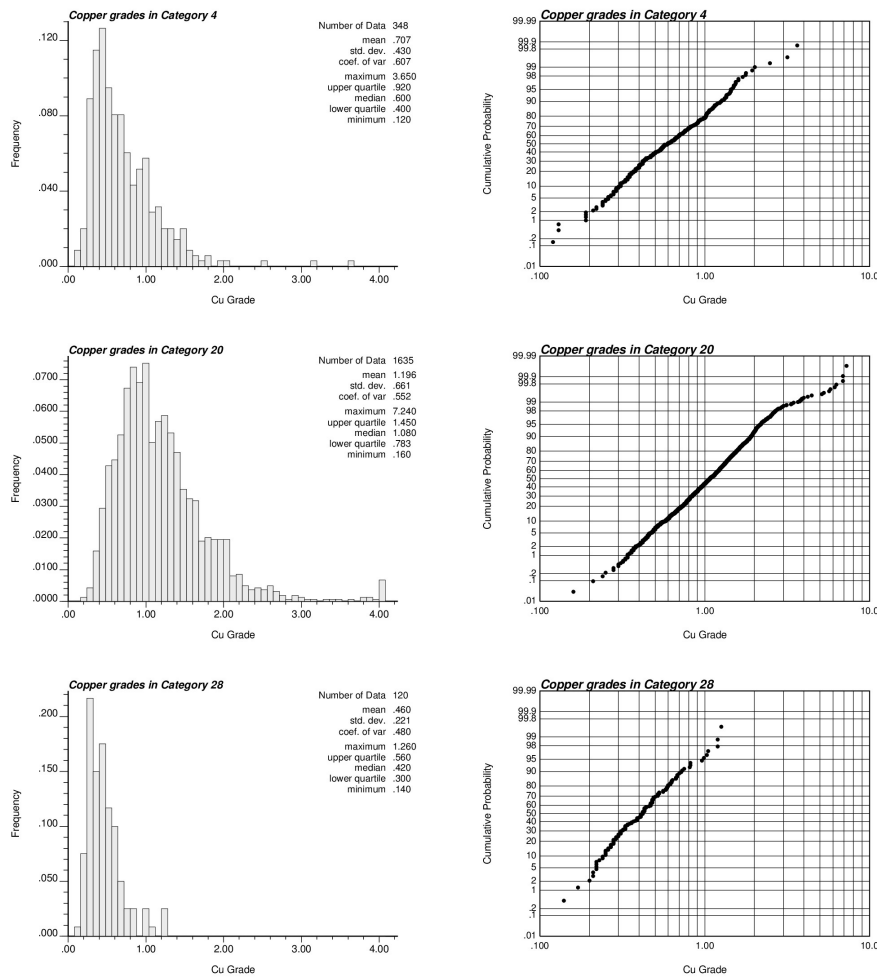 Copper grades in Category 4
Number of Data 348
mean .707
std. dev. .430
coef. of var .607
maximum 3.650
upper quartile .920
median .600
lower quartile .400
minimum .120
Frequency
.120
.080
.040
.000
.00 1.00 2.00 3.00 4.00
Cu Grade
Copper grades in Category 4
Cumulative Probability
99.99
99.9
99.8
99
98
95
90
80
70
60
50
40
30
20
10
5
2
1
.2
.1
.01
.100 1.00 10.0
Cu Grade
Copper grades in Category 20
Number of Data 1635
mean 1.196
std. dev. .661
coef. of var .552
maximum 7.240
upper quartile 1.450
median 1.080
lower quartile .783
minimum .160
Frequency
.0700
.0600
.0500
.0400
.0300
.0200
.0100
.0000
.00 1.00 2.00 3.00 4.00
Cu Grade
Copper grades in Category 20
Cumulative Probability
99.99
99.9
99.8
99
98
95
90
80
70
60
50
40
30
20
10
5
2
1
.2
.1
.01
.100 1.00 10.0
Cu Grade
Copper grades in Category 28
Number of Data 120
mean .460
std. dev. .221
coef. of var .480
maximum 1.260
upper quartile .560
median .420
lower quartile .300
minimum .140
Frequency
.200
.150
.100
.050
.000
.00 1.00 2.00 3.00 4.00
Cu Grade
Copper grades in Category 28
Cumulative Probability
99.99
99.9
99.8
99
98
95
90
80
70
60
50
40
30
20
10
5
2
1
.2
.1
.01
.100 1.00 10.0
Cu Grade